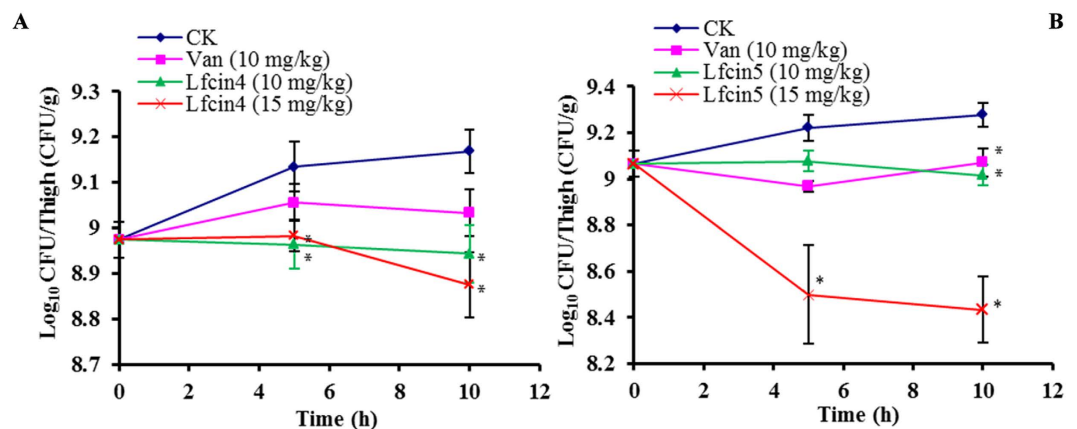 A
CK
Van (10 mg/kg)
Lfcin4 (10 mg/kg)
Lfcin4 (15 mg/kg)
Log10 CFU/Thigh (CFU/g)
9.3
9.2
9.1
9
8.9
8.8
8.7
0 2 4 6 8 10 12
Time (h)
*
*
*
*
B
CK
Van (10 mg/kg)
Lfcin5 (10 mg/kg)
Lfcin5 (15 mg/kg)
Log10 CFU/Thigh (CFU/g)
9.4
9.2
9
8.8
8.6
8.4
8.2
0 2 4 6 8 10 12
Time (h)
*
*
*
*